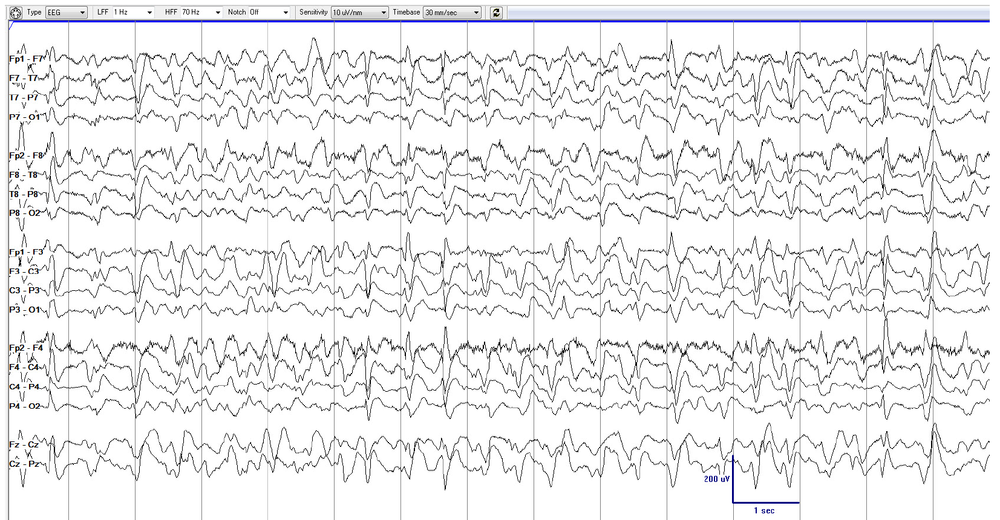 Type EEG LFF 1 Hz HFF 70 Hz Notch Off Sensitivity 10 uV/mm Timebase 30 mm/sec
Fp1 - F7
F7 - T7
T7 - P7
P7 - O1
Fp2 - F8
F8 - T8
T8 - P8
P8 - O2
Fp1 - F3
F3 - C3
C3 - P3
P3 - O1
Fp2 - F4
F4 - C4
C4 - P4
P4 - O2
Fz - Cz
Cz - Pz
200 uV
1 sec